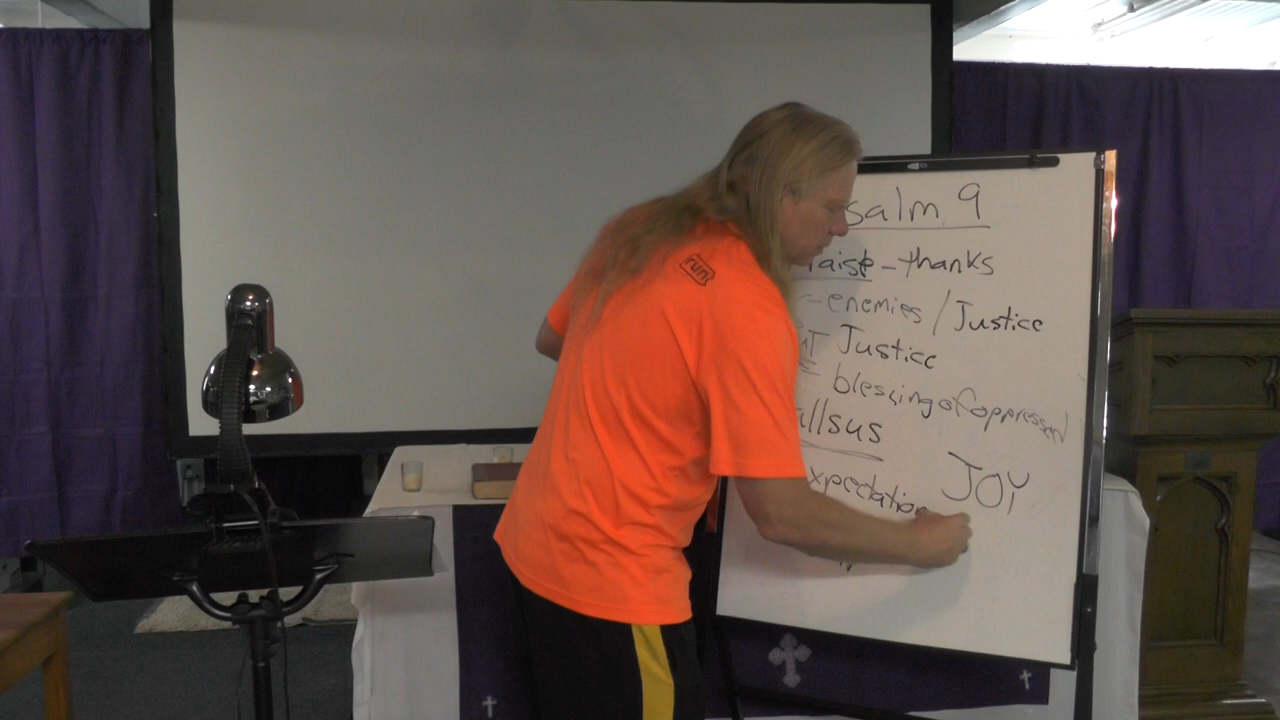 salm 9
raise - thanks
- enemies / Justice
Justice
blessing of oppressed
allsus
xpectation
JOY
run